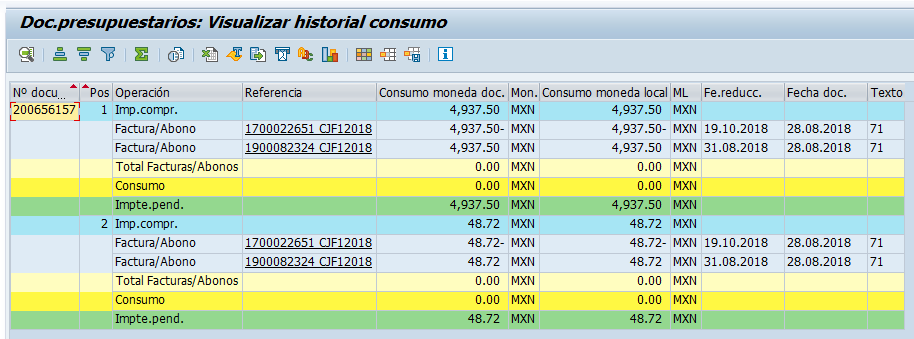 Doc.presupuestarios: Visualizar historial consumo
Nº docu... Pos Operación Referencia Consumo moneda doc. Mon. Consumo moneda local ML Fe.reducc. Fecha doc. Texto
200656157 1 Imp.compr. 4,937.50 MXN 4,937.50 MXN
Factura/Abono 1700022651 CJF12018 4,937.50- MXN 4,937.50- MXN 19.10.2018 28.08.2018 71
Factura/Abono 1900082324 CJF12018 4,937.50 MXN 4,937.50 MXN 31.08.2018 28.08.2018 71
Total Facturas/Abonos 0.00 MXN 0.00 MXN
Consumo 0.00 MXN 0.00 MXN
Impte.pend. 4,937.50 MXN 4,937.50 MXN
2 Imp.compr. 48.72 MXN 48.72 MXN
Factura/Abono 1700022651 CJF12018 48.72- MXN 48.72- MXN 19.10.2018 28.08.2018 71
Factura/Abono 1900082324 CJF12018 48.72 MXN 48.72 MXN 31.08.2018 28.08.2018 71
Total Facturas/Abonos 0.00 MXN 0.00 MXN
Consumo 0.00 MXN 0.00 MXN
Impte.pend. 48.72 MXN 48.72 MXN